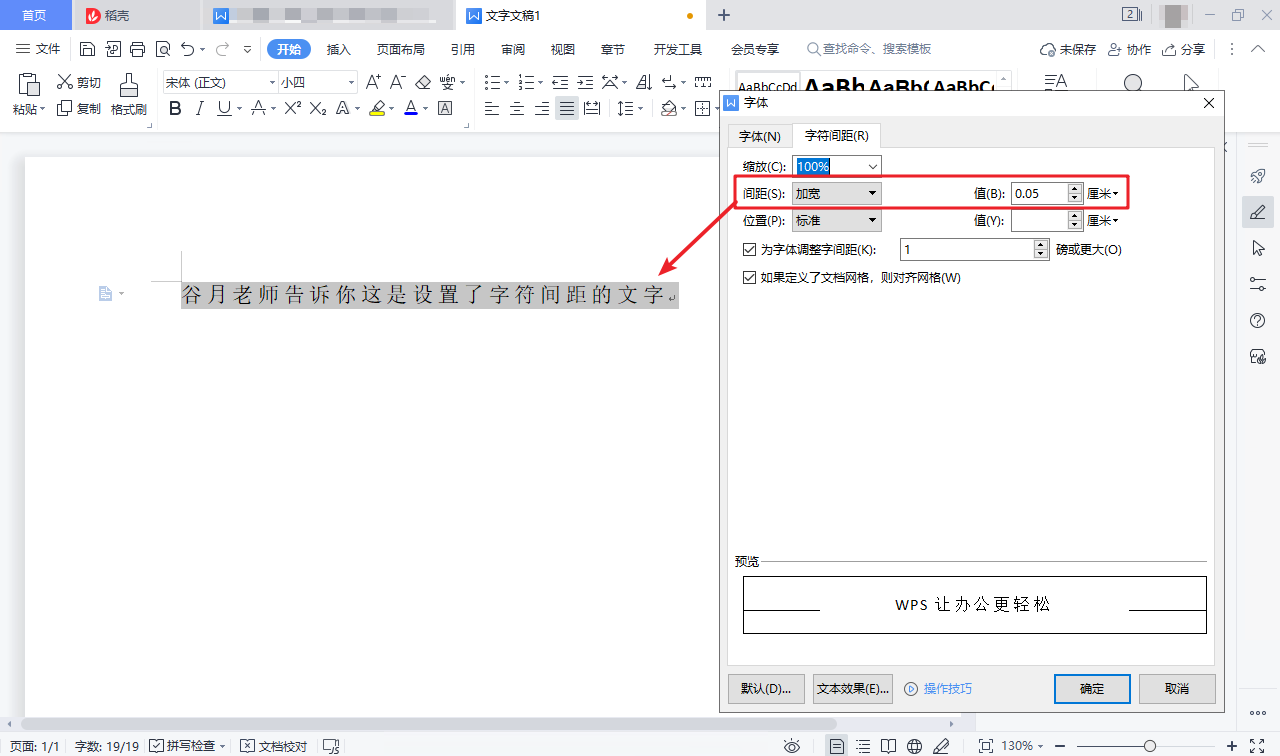 首页 稻壳 文字文稿1 2
文件 开始 插入 页面布局 引用 审阅 视图 章节 开发工具 会员专享 查找命令、搜索模板 未保存 协作 分享
粘贴 剪切 复制 格式刷 宋体 (正文) 小四 AaBbCcDd
字体
字体(N) 字符间距(R)
缩放(C): 100%
间距(S): 加宽 值(B): 0.05 厘米
位置(P): 标准 值(Y): 厘米
为字体调整字间距(K): 1 磅或更大(O)
如果定义了文档网格，则对齐网格(W)
谷月老师告诉你这是设置了字符间距的文字
预览
WPS 让办公更轻松
默认(D)... 文本效果(E)... 操作技巧 确定 取消
页面: 1/1 字数: 19/19 拼写检查 文档校对 130%